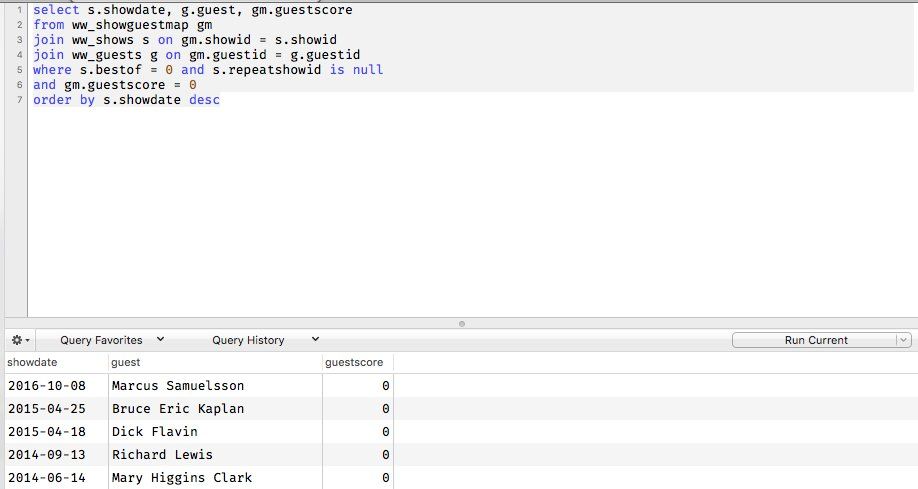 1 select s.showdate, g.guest, gm.guestscore
2 from ww_showguestmap gm
3 join ww_shows s on gm.showid = s.showid
4 join ww_guests g on gm.guestid = g.guestid
5 where s.bestof = 0 and s.repeatshowid is null
6 and gm.guestscore = 0
7 order by s.showdate desc
Query Favorites Query History Run Current
showdate guest guestscore
2016-10-08 Marcus Samuelsson 0
2015-04-25 Bruce Eric Kaplan 0
2015-04-18 Dick Flavin 0
2014-09-13 Richard Lewis 0
2014-06-14 Mary Higgins Clark 0